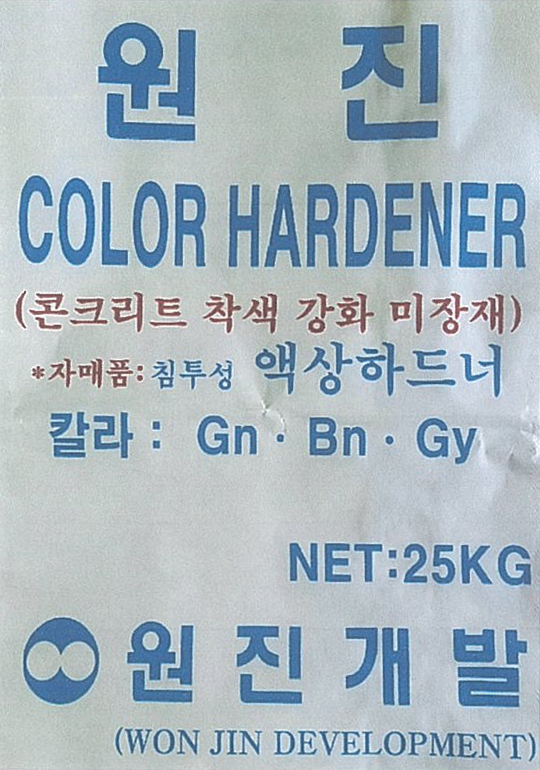 원 진
COLOR HARDENER
(콘크리트 착색 강화 미장재)
*자매품: 침투성 액상하드너
칼라 : Gn · Bn · Gy
NET:25KG
원 진 개 발
(WON JIN DEVELOPMENT)